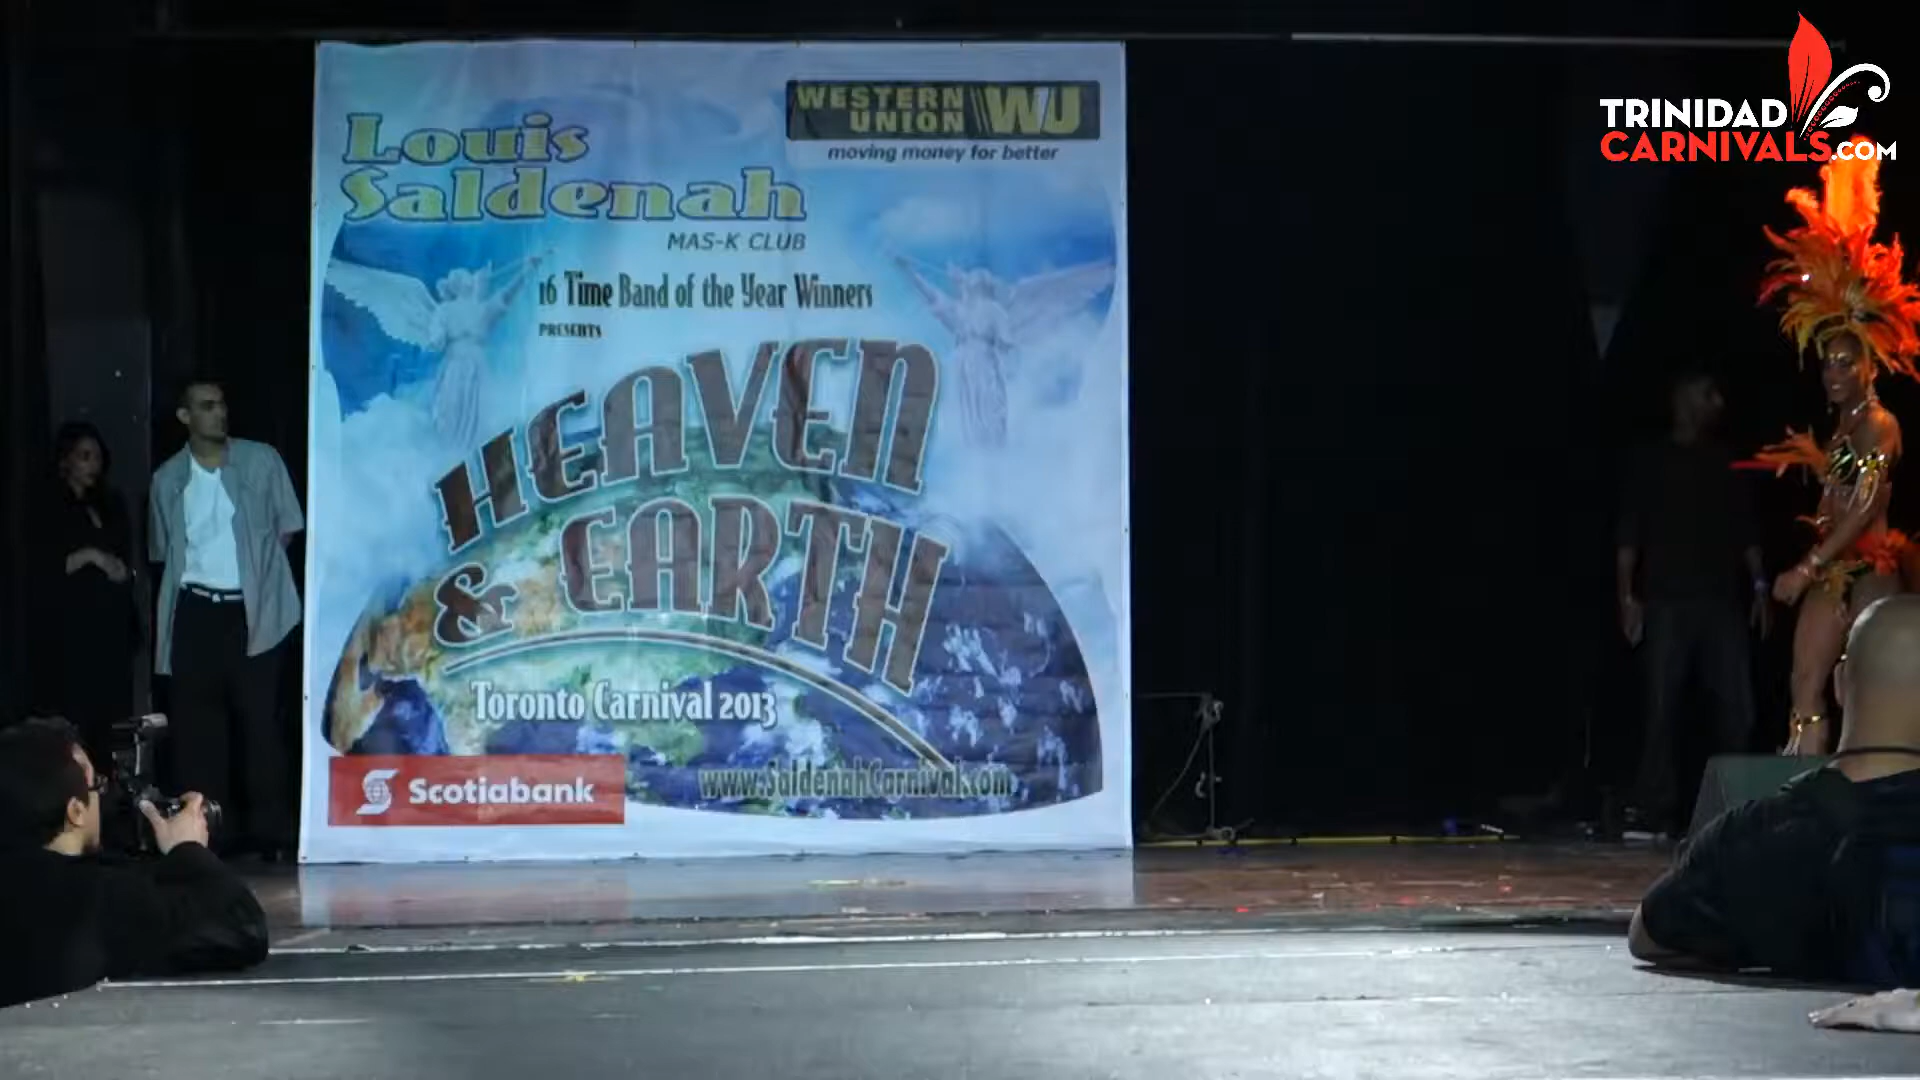 Louis
Saldenah
MAS-K CLUB
WESTERN
UNION WU
moving money for better
16 Time Band of the Year Winners
PRESENTS
HEAVEN
& EARTH
Toronto Carnival 2013
Scotiabank
www.SaldenahCarnival.com
TRINIDAD
CARNIVALS.COM